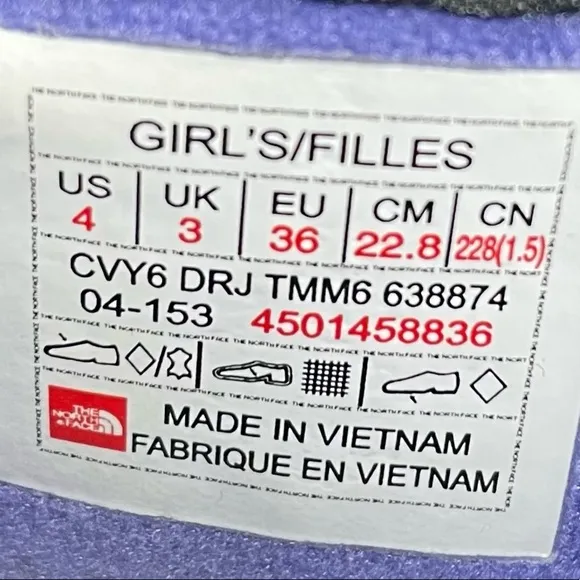 GIRL'S/FILLES
US UK EU CM CN
4 3 36 22.8 228(1.5)
CVY6 DRJ TMM6 638874
04-153 4501458836
THE
NORTH
FACE
MADE IN VIETNAM
FABRIQUE EN VIETNAM